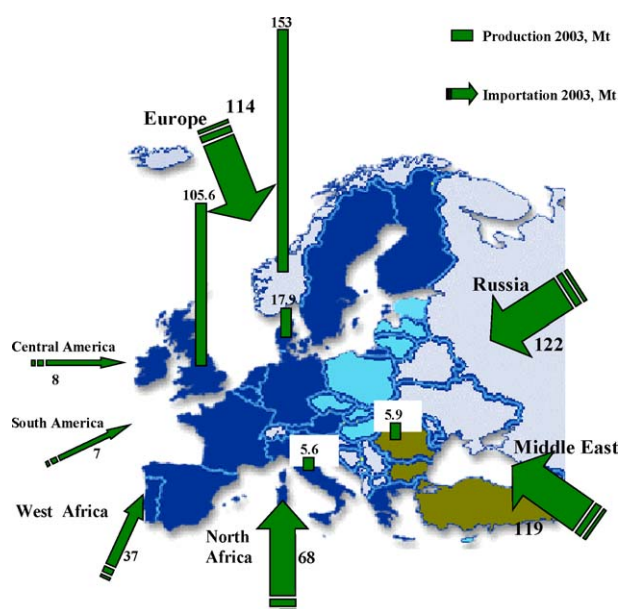 153
Production 2003, Mt
Importation 2003, Mt
Europe
114
105.6
17.9
Russia
122
Central America
8
South America
7
5.9
5.6
Middle East
119
West Africa
37
North
Africa
68